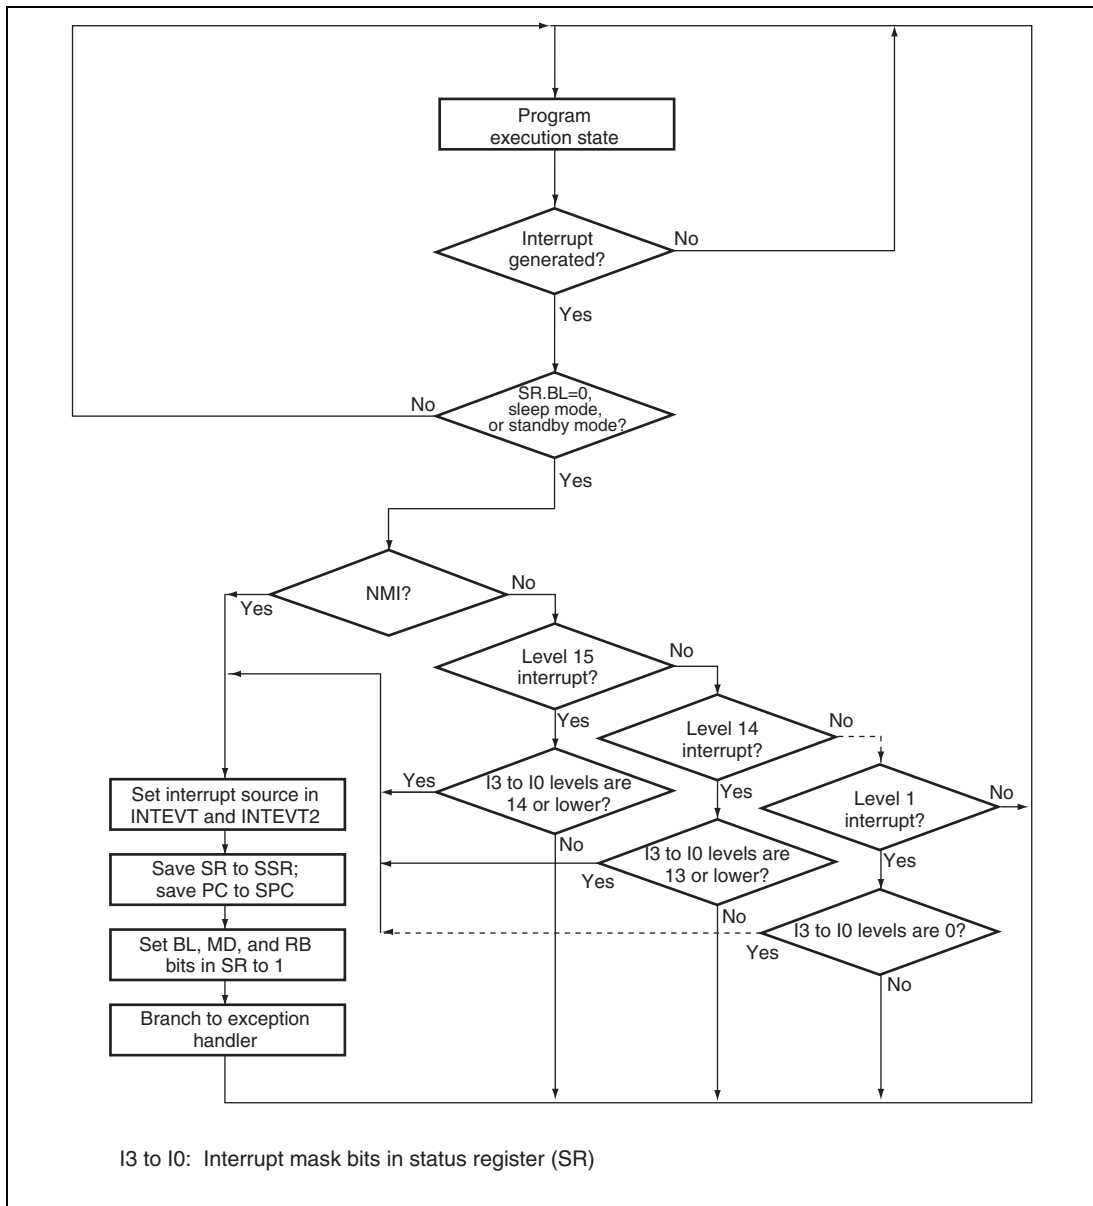 Program
execution state
Interrupt
generated?
No
Yes
SR.BL=0,
sleep mode,
or standby mode?
No
Yes
NMI?
Yes
No
Level 15
interrupt?
No
Yes
Level 14
interrupt?
No
Yes
I3 to I0 levels are
14 or lower?
Yes
No
Level 1
interrupt?
No
Yes
I3 to I0 levels are
13 or lower?
Yes
No
I3 to I0 levels are 0?
Yes
No
Set interrupt source in
INTEVT and INTEVT2
Save SR to SSR;
save PC to SPC
Set BL, MD, and RB
bits in SR to 1
Branch to exception
handler
I3 to I0: Interrupt mask bits in status register (SR)